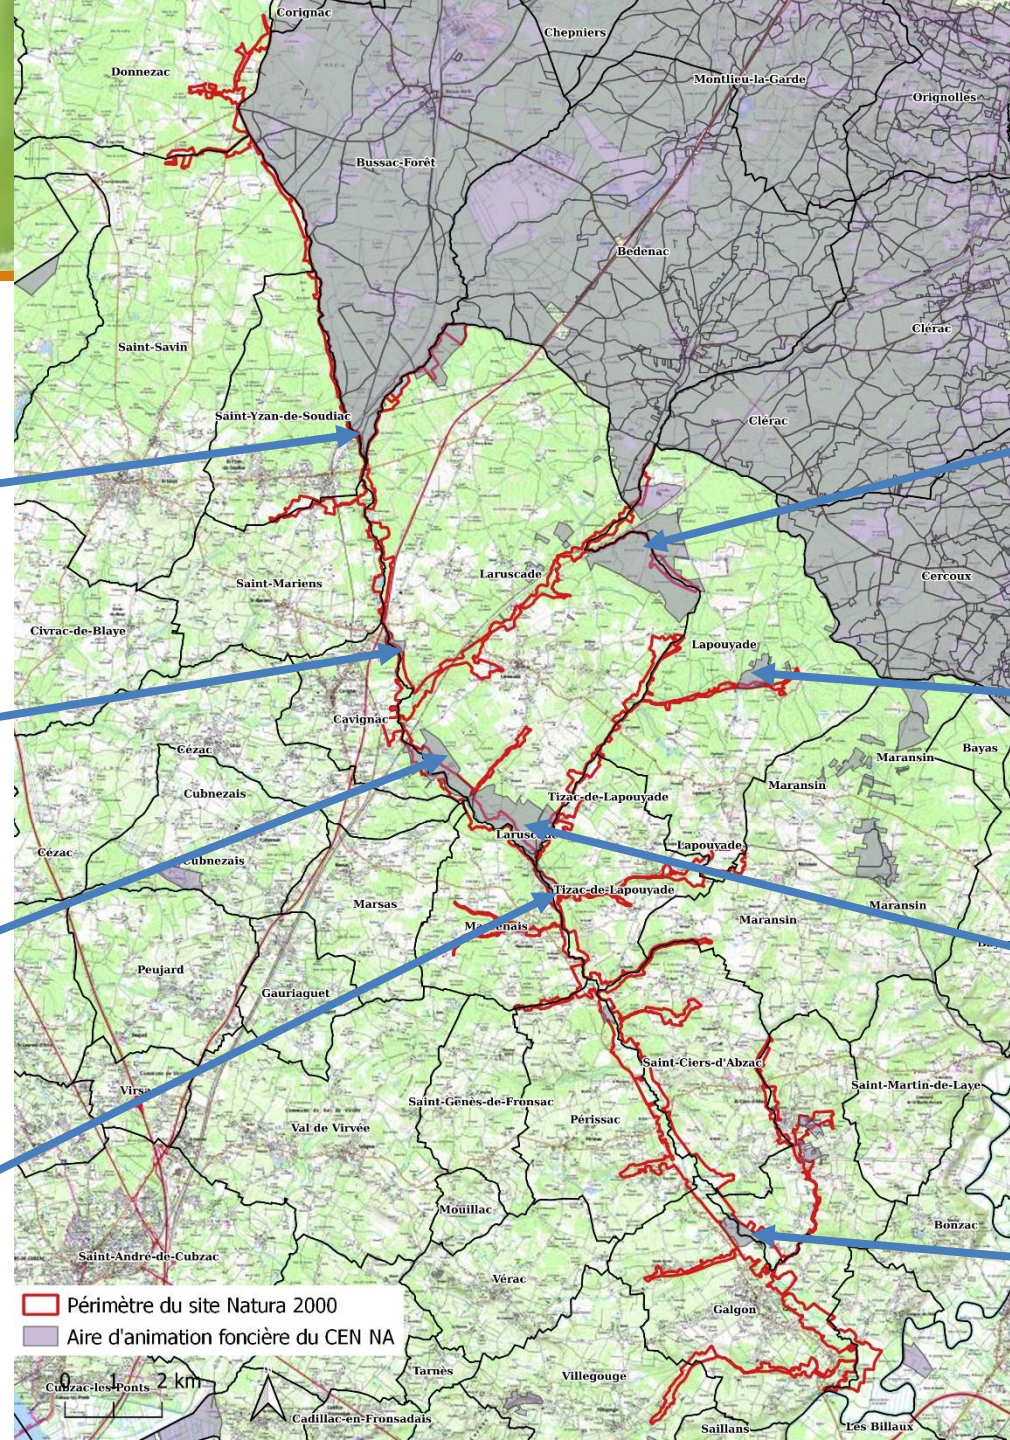 Corignac
Chepniers
Donnezac
Montlieu-la-Garde
Orignolles
Bussac-Forêt
Bedenac
Clérac
Saint-Savin
Saint-Yzan-de-Soudiac
Clérac
Laruscade
Saint-Mariens
Cercoux
Civrac-de-Blaye
Lapouyade
Cavignac
Cézac
Bayas
Maransin
Maransin
Cubnezais
Tizac-de-Lapouyade
Cézac
Lapouyade
Cubnezais
Tizac-de-Lapouyade
Marsas
Maransin
Maransin
Peujard
Gauriaguet
Saint-Ciers-d'Abzac
Saint-Martin-de-Laye
Saint-Genès-de-Fronsac
Périssac
Val de Virvée
Mouillac
Bonzac
Saint-André-de-Cubzac
Vérac
Galgon
Périmètre du site Natura 2000
Aire d'animation foncière du CEN NA
Tarnès
Villegouge
0 1 2 km
Cubzac-les-Ponts
Cadillac-en-Fronsadais
Saillans
Les Billaux